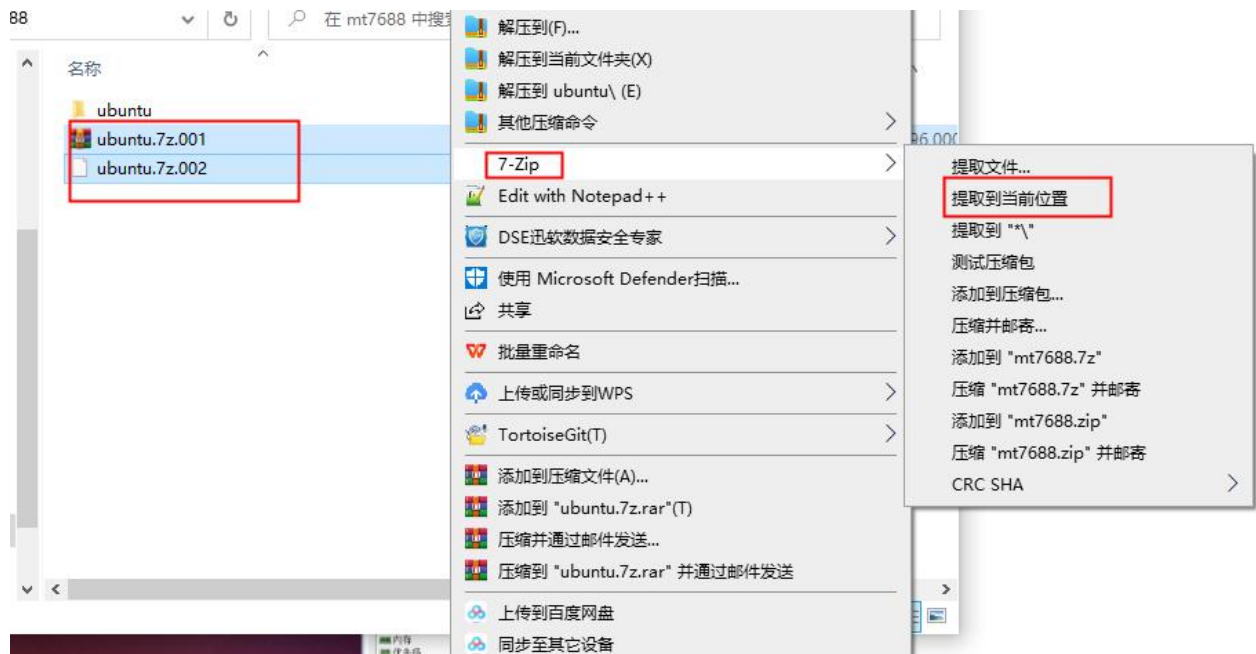 88
在 mt7688 中搜
名称
ubuntu
ubuntu.7z.001
ubuntu.7z.002
解压到(F)...
解压到当前文件夹(X)
解压到 ubuntu\ (E)
其他压缩命令
7-Zip
Edit with Notepad++
DSE迅软数据安全专家
使用 Microsoft Defender扫描...
共享
批量重命名
上传或同步到WPS
TortoiseGit(T)
添加到压缩文件(A)...
添加到 "ubuntu.7z.rar"(T)
压缩并通过邮件发送...
压缩到 "ubuntu.7z.rar" 并通过邮件发送
上传到百度网盘
同步至其它设备
96,000
提取文件...
提取到当前位置
提取到 "*\"
测试压缩包
添加到压缩包...
压缩并邮寄...
添加到 "mt7688.7z"
压缩 "mt7688.7z" 并邮寄
添加到 "mt7688.zip"
压缩 "mt7688.zip" 并邮寄
CRC SHA
内存